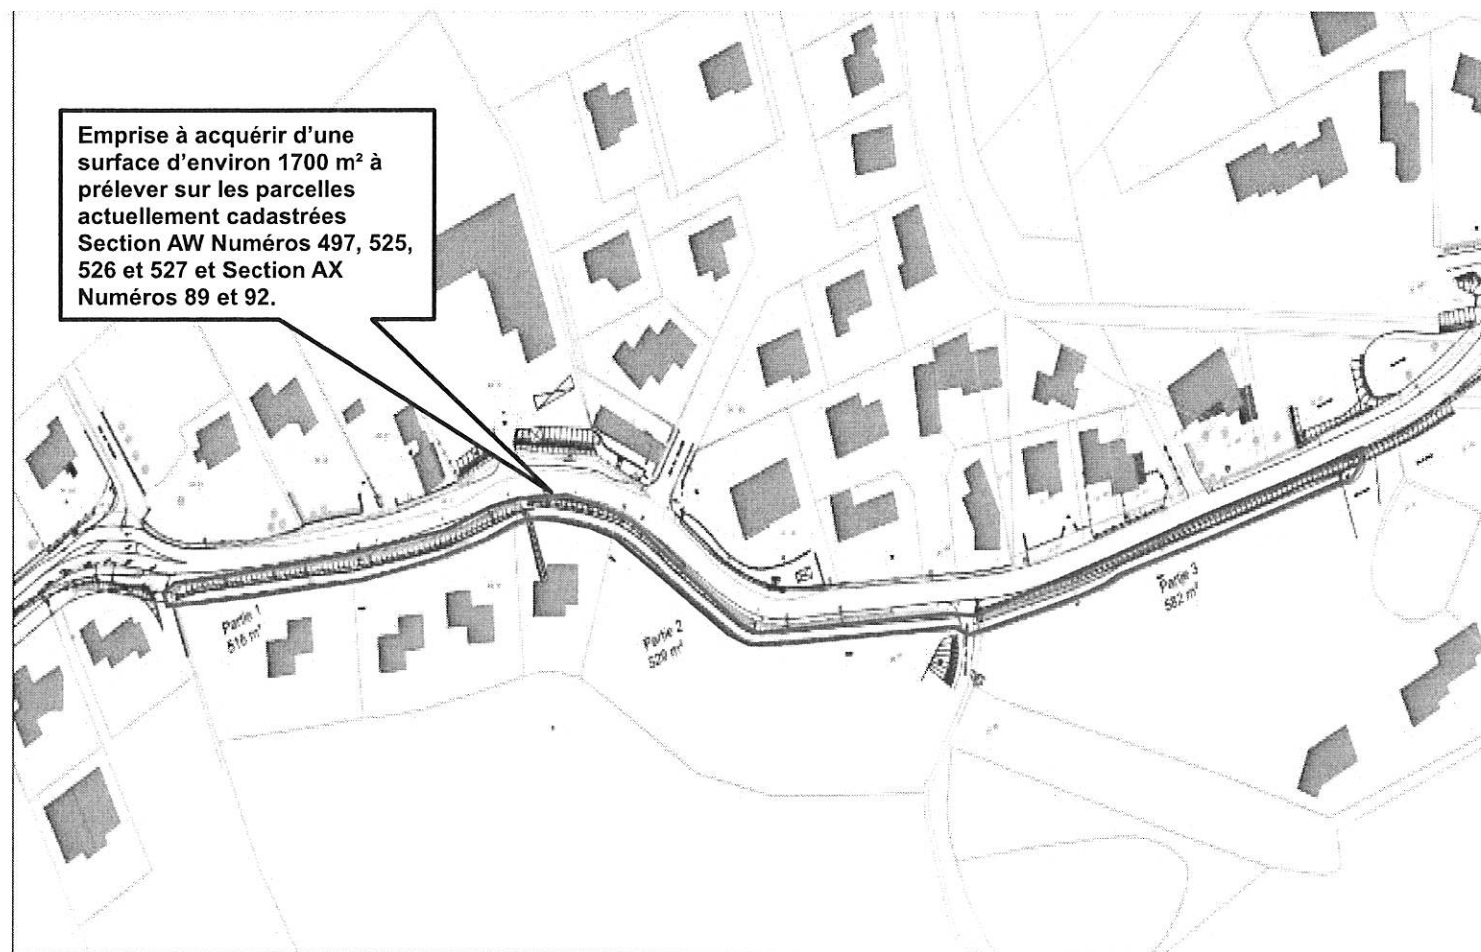 Emprise à acquérir d'une
surface d'environ 1700 m² à
prélever sur les parcelles
actuellement cadastrées
Section AW Numéros 497, 525,
526 et 527 et Section AX
Numéros 89 et 92.
Partie 1
516 m²
Partie 2
529 m²
Partie 3
582 m²